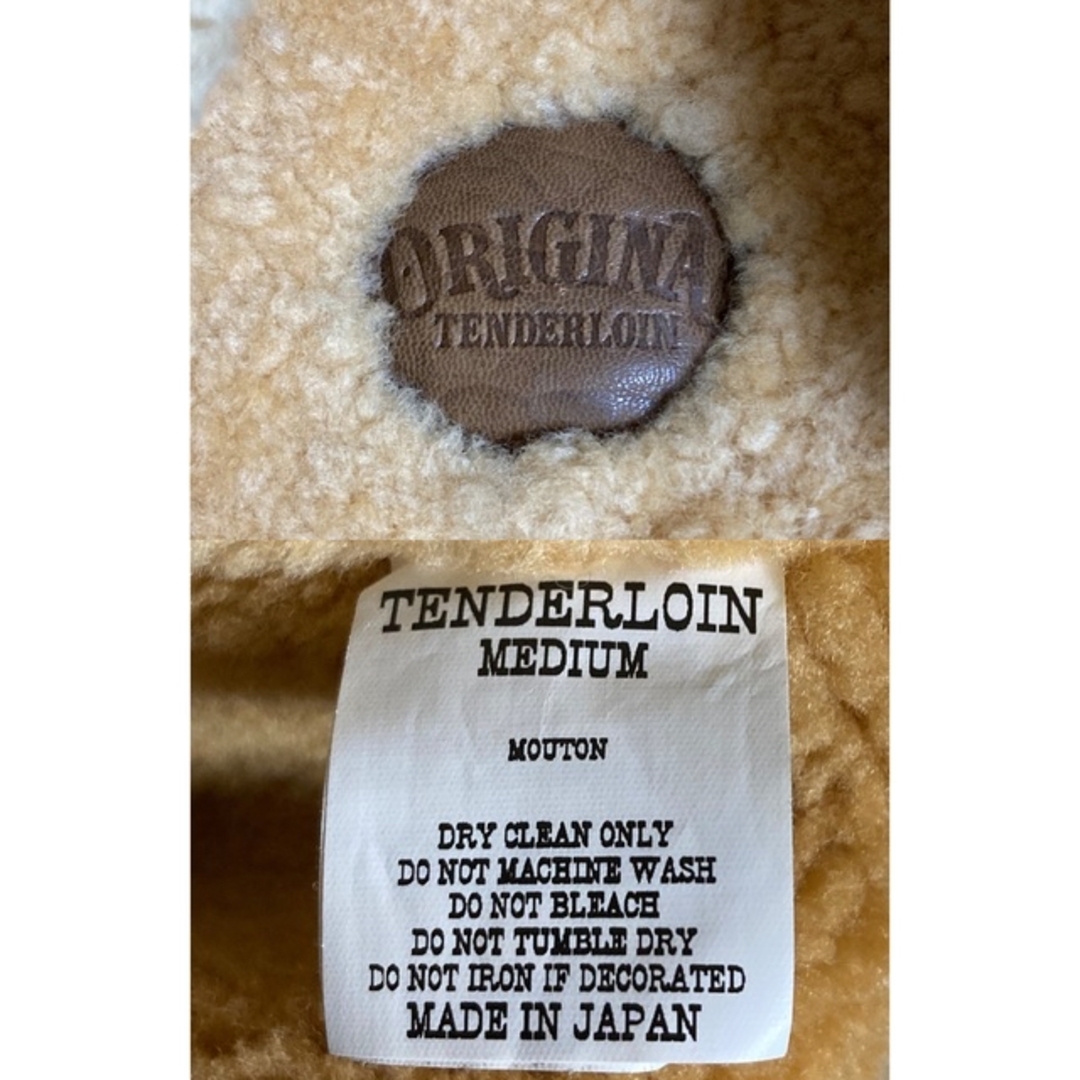 ORIGINA
TENDERLOIN
TENDERLOIN
MEDIUM
MOUTON
DRY CLEAN ONLY
DO NOT MACHINE WASH
DO NOT BLEACH
DO NOT TUMBLE DRY
DO NOT IRON IF DECORATED
MADE IN JAPAN